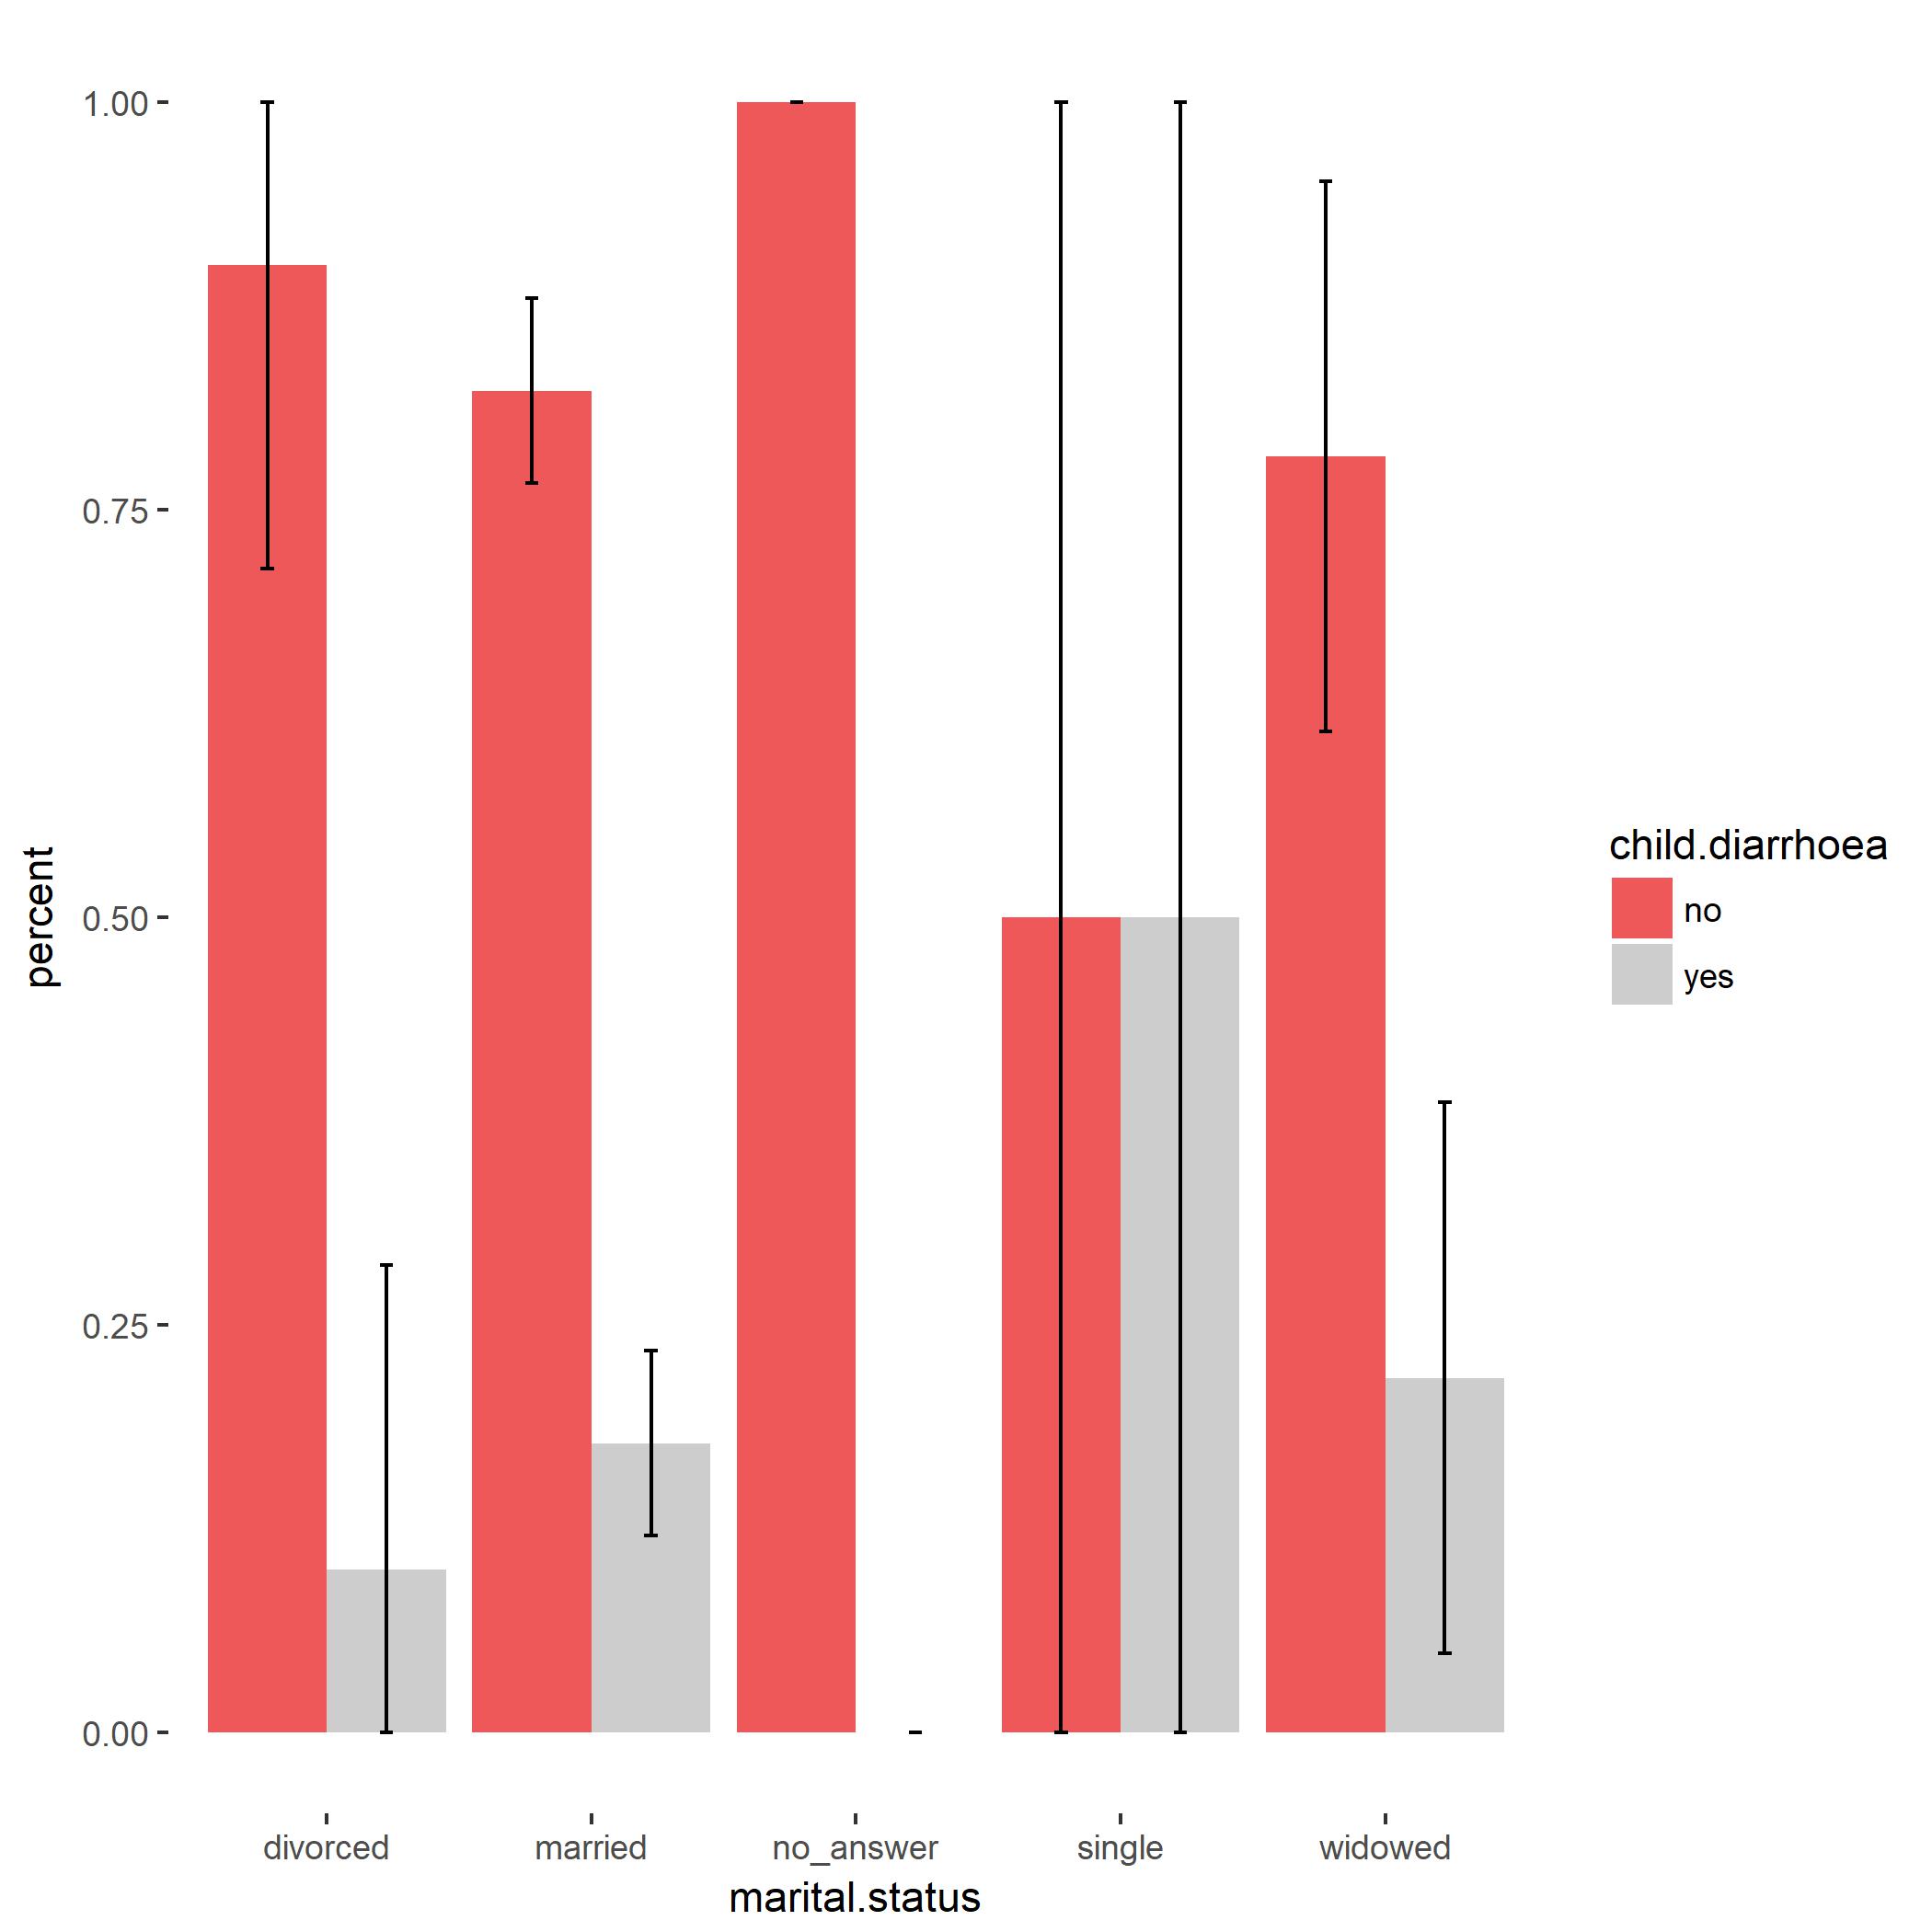 percent
1.00
0.75
0.50
0.25
0.00
divorced married no_answer single widowed
marital.status
child.diarrhoea
no
yes